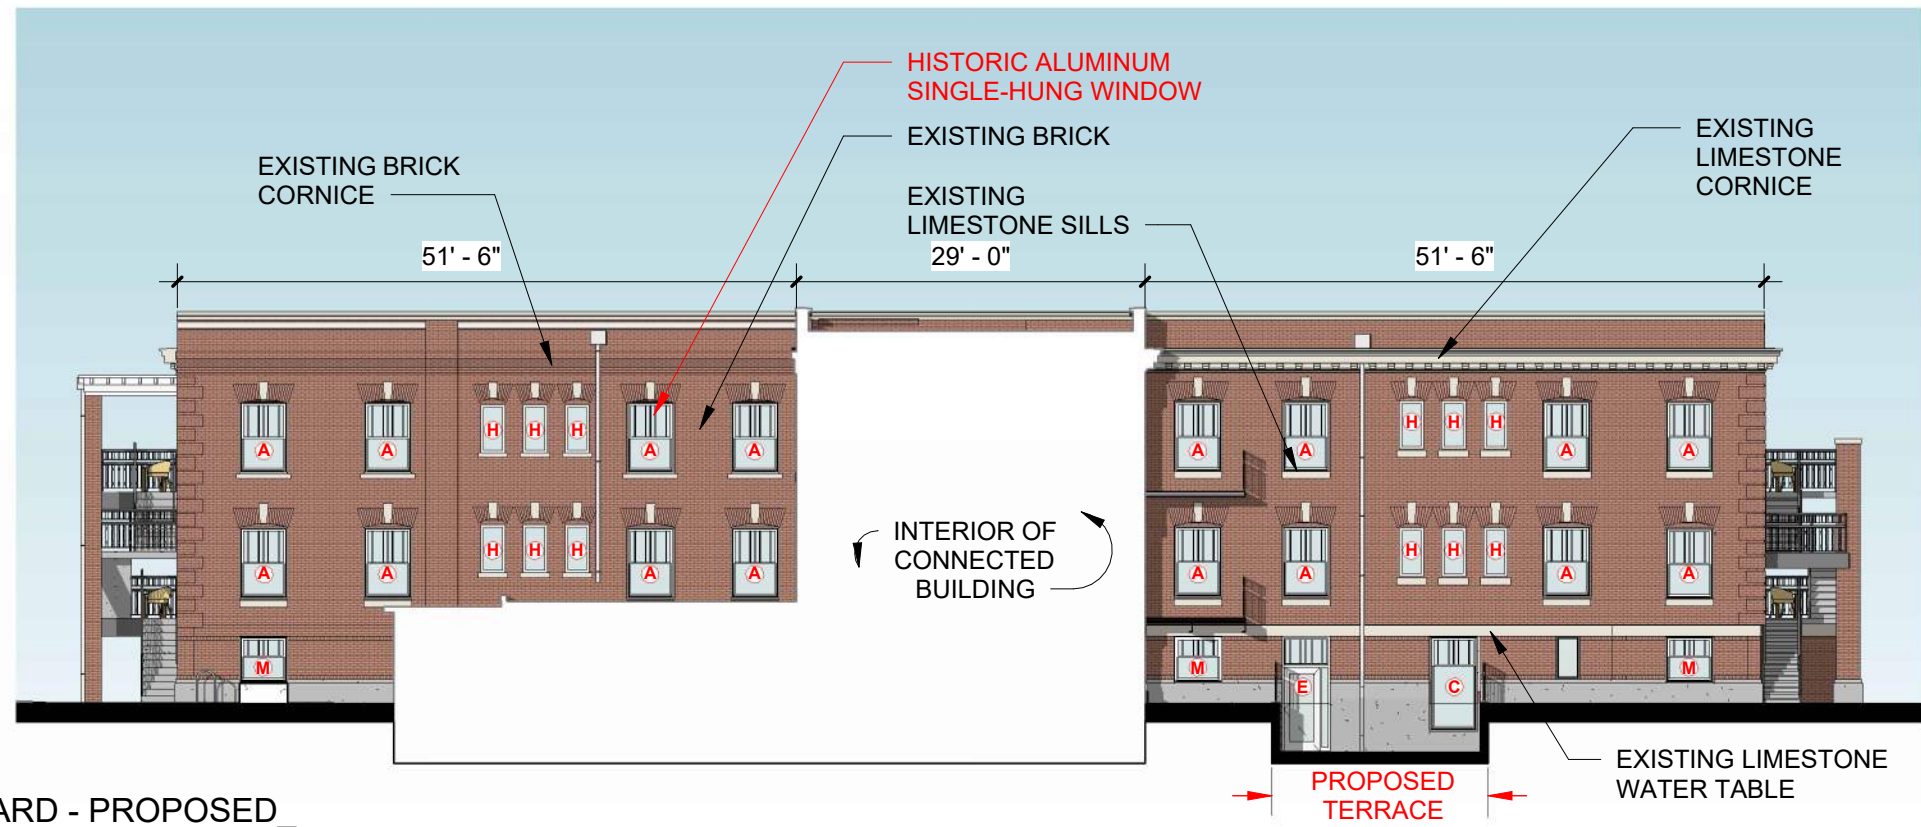 HISTORIC ALUMINUM
SINGLE-HUNG WINDOW
EXISTING BRICK
EXISTING
LIMESTONE
CORNICE
EXISTING BRICK
CORNICE
EXISTING
LIMESTONE SILLS
51' - 6"
29' - 0"
51' - 6"
A A H H H A A
A A H H H A A
A A H H H A A
A A H H H A A
INTERIOR OF
CONNECTED
BUILDING
M
M E C M
EXISTING LIMESTONE
WATER TABLE
PROPOSED
TERRACE
ARD - PROPOSED